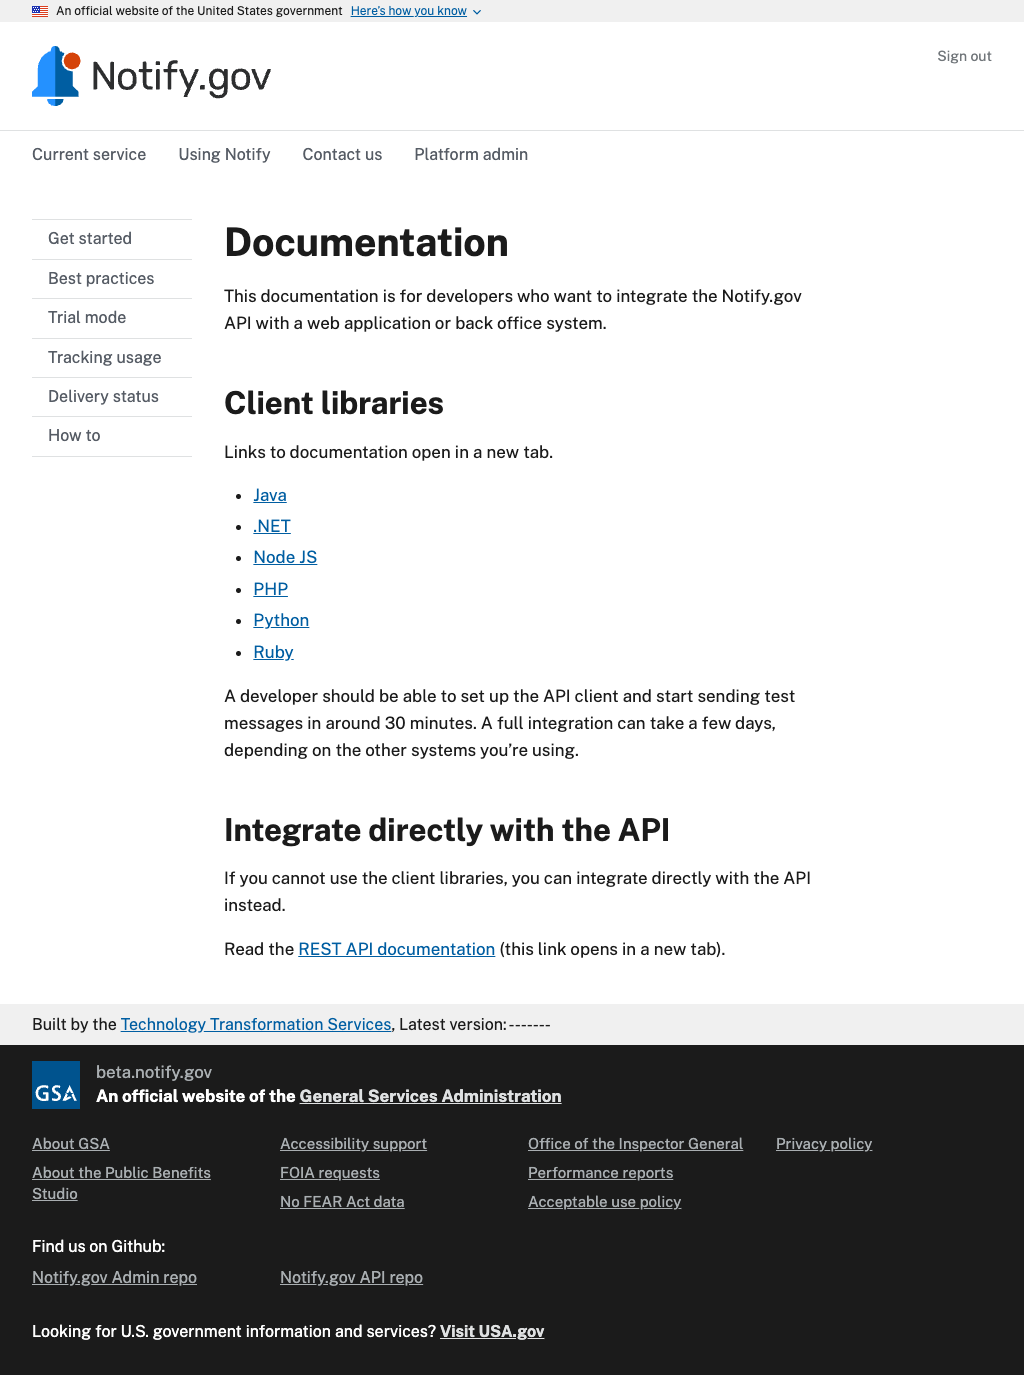 An official website of the United States government Here's how you know
Notify.gov
Sign out
Current service Using Notify Contact us Platform admin
Get started
Best practices
Trial mode
Tracking usage
Delivery status
How to
Documentation
This documentation is for developers who want to integrate the Notify.gov
API with a web application or back office system.
Client libraries
Links to documentation open in a new tab.
• Java
• .NET
• Node JS
• PHP
• Python
• Ruby
A developer should be able to set up the API client and start sending test
messages in around 30 minutes. A full integration can take a few days,
depending on the other systems you’re using.
Integrate directly with the API
If you cannot use the client libraries, you can integrate directly with the API
instead.
Read the REST API documentation (this link opens in a new tab).
Built by the Technology Transformation Services, Latest version: -------
GSA
beta.notify.gov
An official website of the General Services Administration
About GSA
About the Public Benefits
Studio
Accessibility support
FOIA requests
No FEAR Act data
Office of the Inspector General
Performance reports
Acceptable use policy
Privacy policy
Find us on Github:
Notify.gov Admin repo Notify.gov API repo
Looking for U.S. government information and services? Visit USA.gov